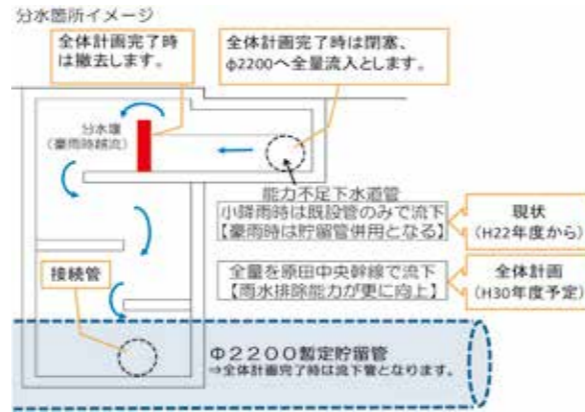 分水箇所イメージ
全体計画完了時
は撤去します。
全体計画完了時は閉塞、
φ2200へ全量流入とします。
分水堰
(豪雨時越流)
能力不足下水道管
小降雨時は既設管のみで流下
【豪雨時は貯留管併用となる】
現状
(H22年度から)
接続管
全量を原田中央幹線で流下
【雨水排除能力が更に向上】
全体計画
(H30年度予定)
Φ2200暫定貯留管
⇒全体計画完了時は流下管となります。